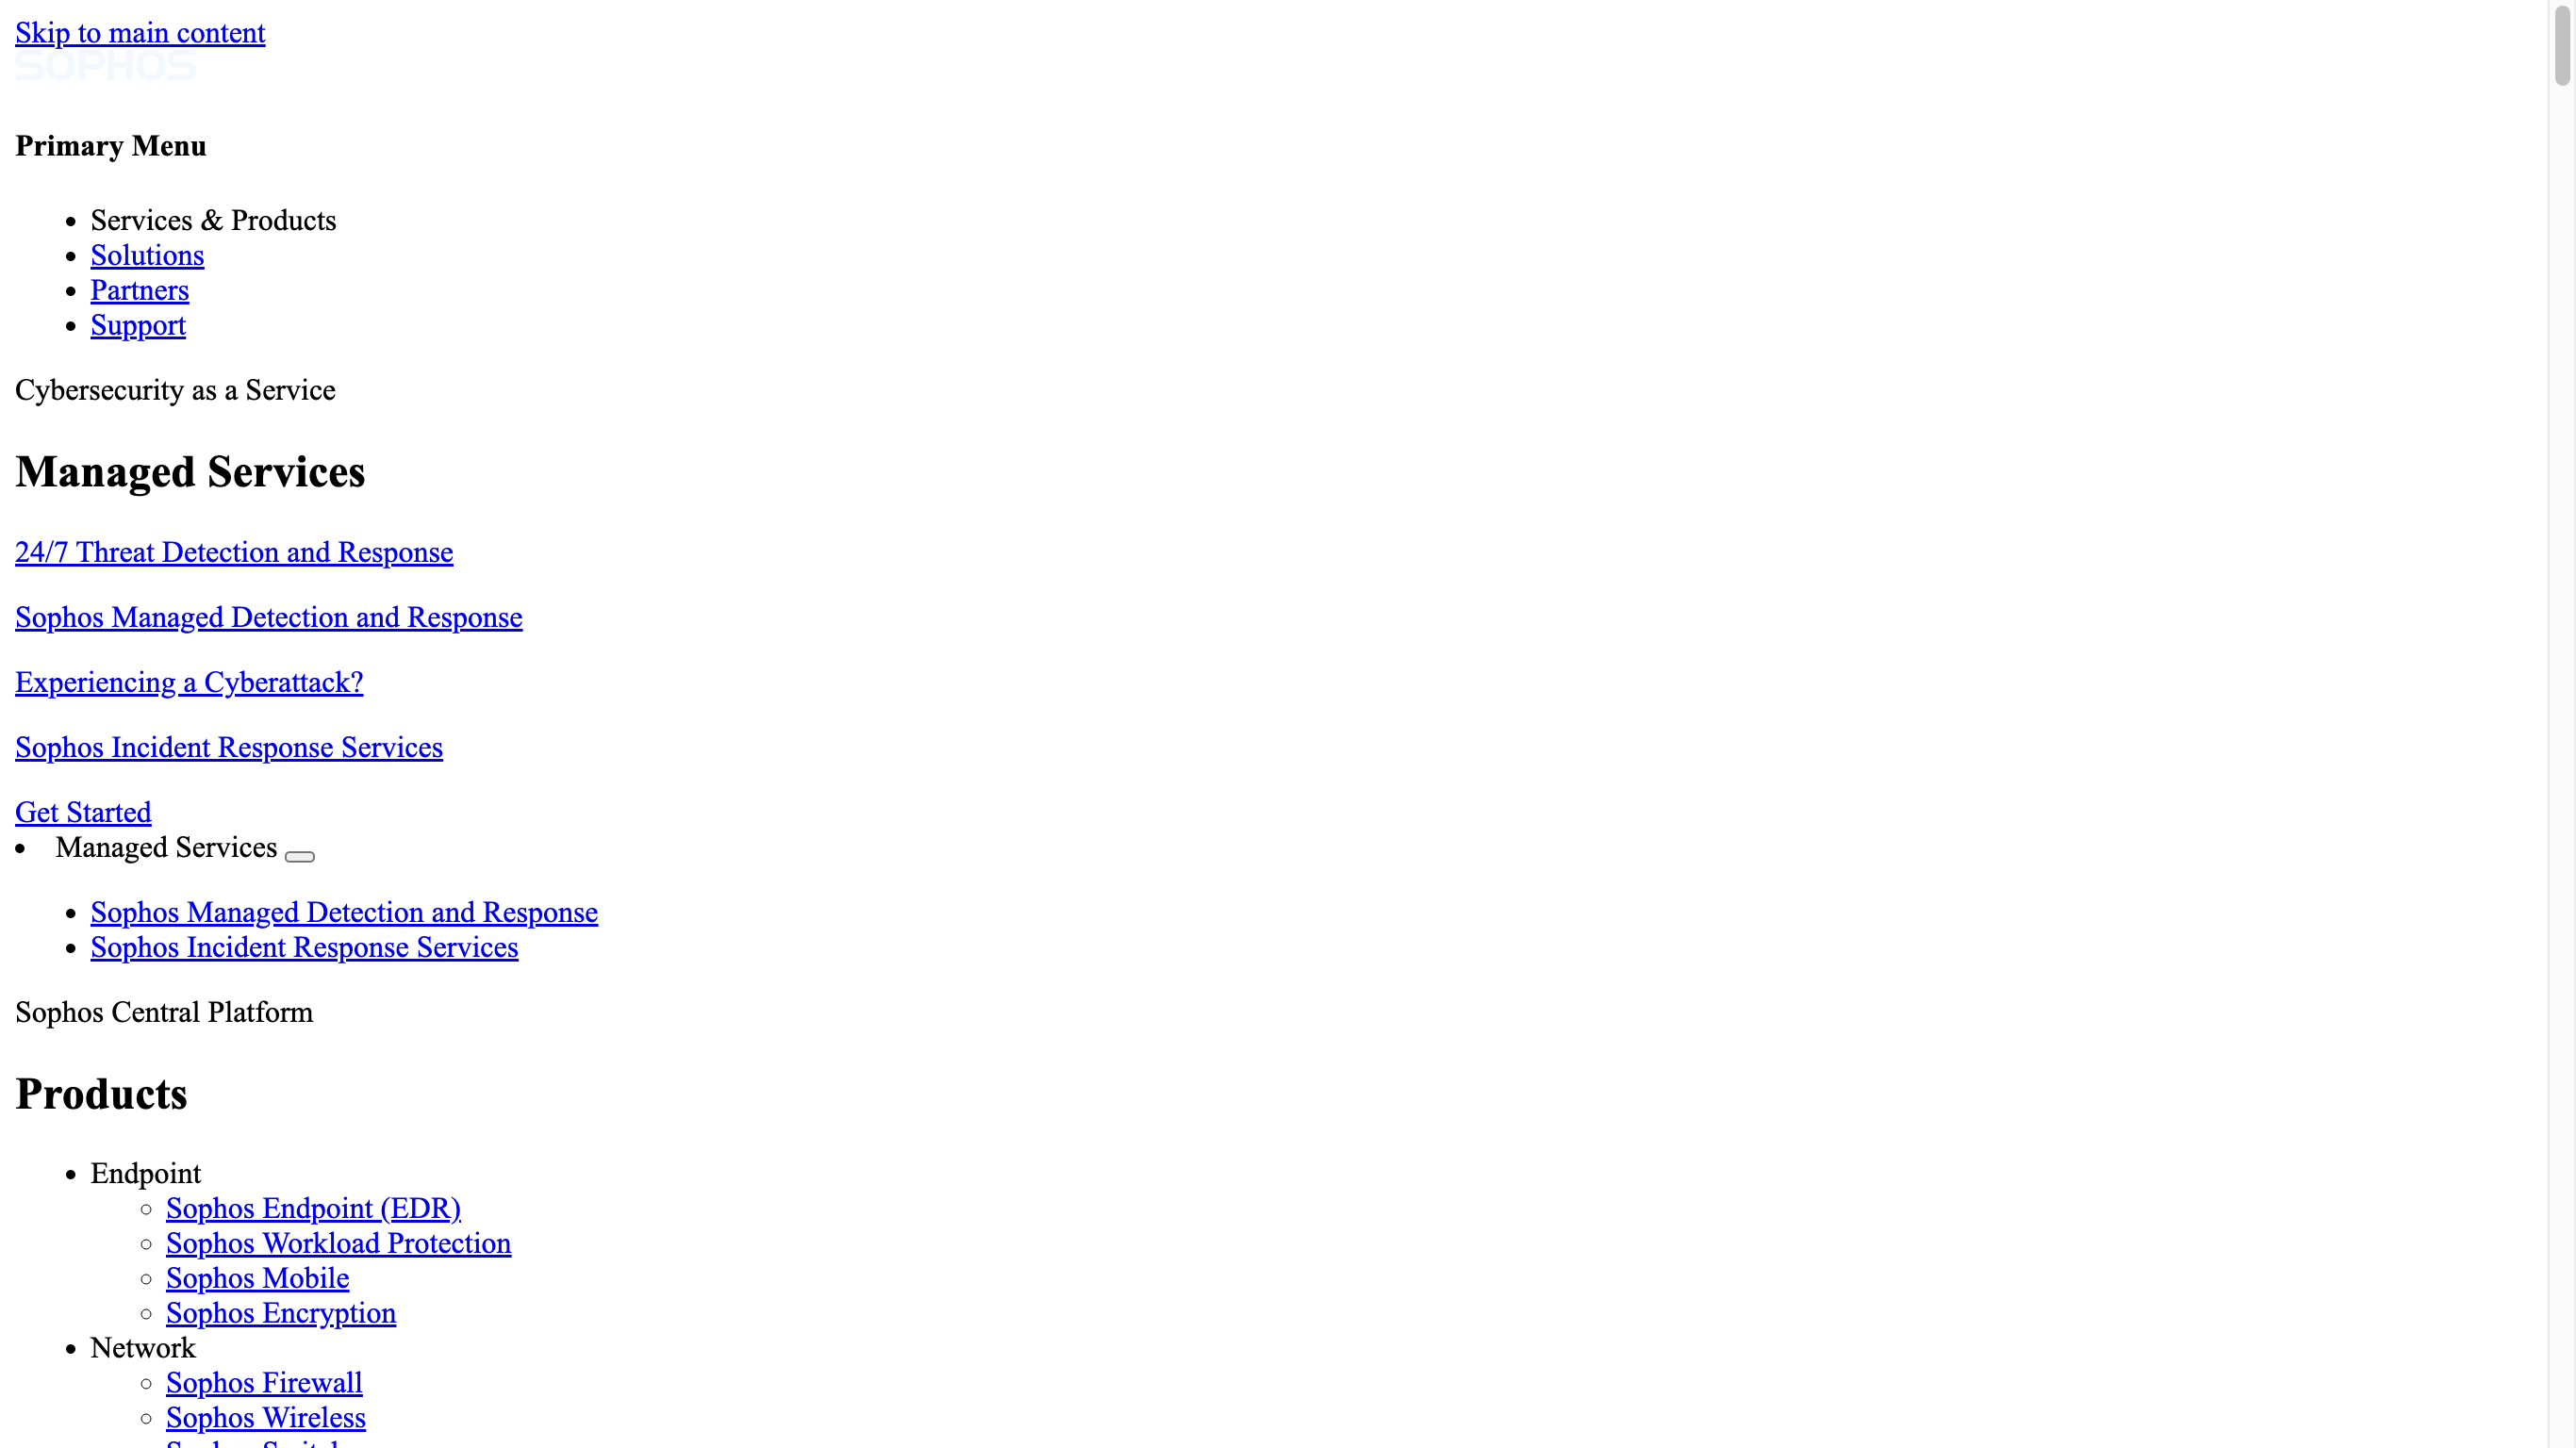 Skip to main content
SOPHOS
Primary Menu
Services & Products
Solutions
Partners
Support
Cybersecurity as a Service
Managed Services
24/7 Threat Detection and Response
Sophos Managed Detection and Response
Experiencing a Cyberattack?
Sophos Incident Response Services
Get Started
Managed Services
Sophos Managed Detection and Response
Sophos Incident Response Services
Sophos Central Platform
Products
Endpoint
Sophos Endpoint (EDR)
Sophos Workload Protection
Sophos Mobile
Sophos Encryption
Network
Sophos Firewall
Sophos Wireless